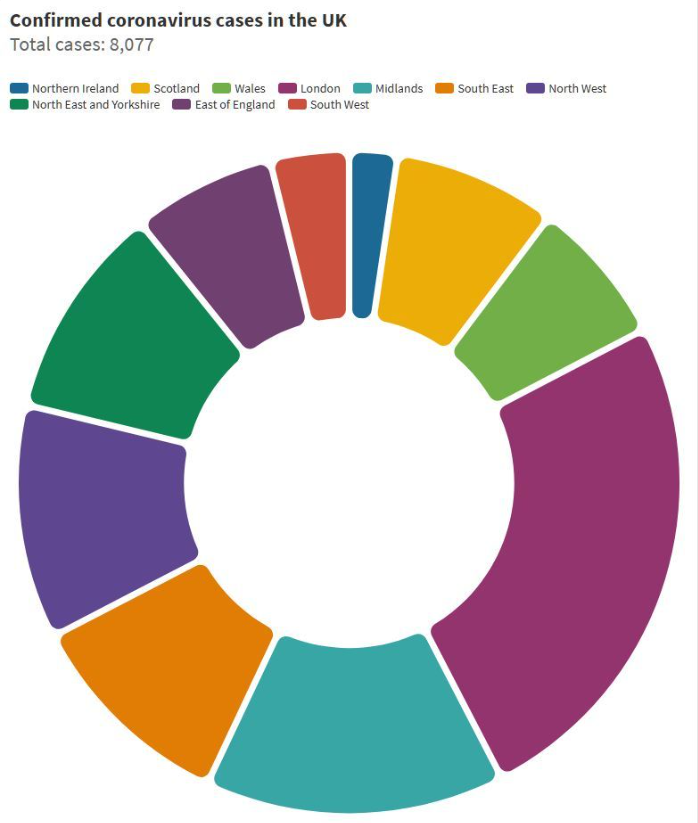 Confirmed coronavirus cases in the UK
Total cases: 8,077
Northern Ireland Scotland Wales London Midlands South East North West
North East and Yorkshire East of England South West